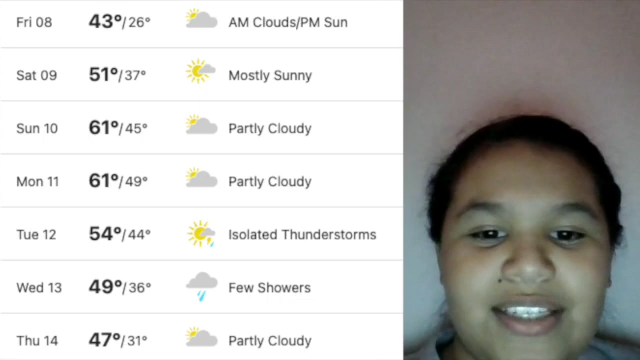 Fri 08 43°/26° AM Clouds/PM Sun
Sat 09 51°/37° Mostly Sunny
Sun 10 61°/45° Partly Cloudy
Mon 11 61°/49° Partly Cloudy
Tue 12 54°/44° Isolated Thunderstorms
Wed 13 49°/36° Few Showers
Thu 14 47°/31° Partly Cloudy